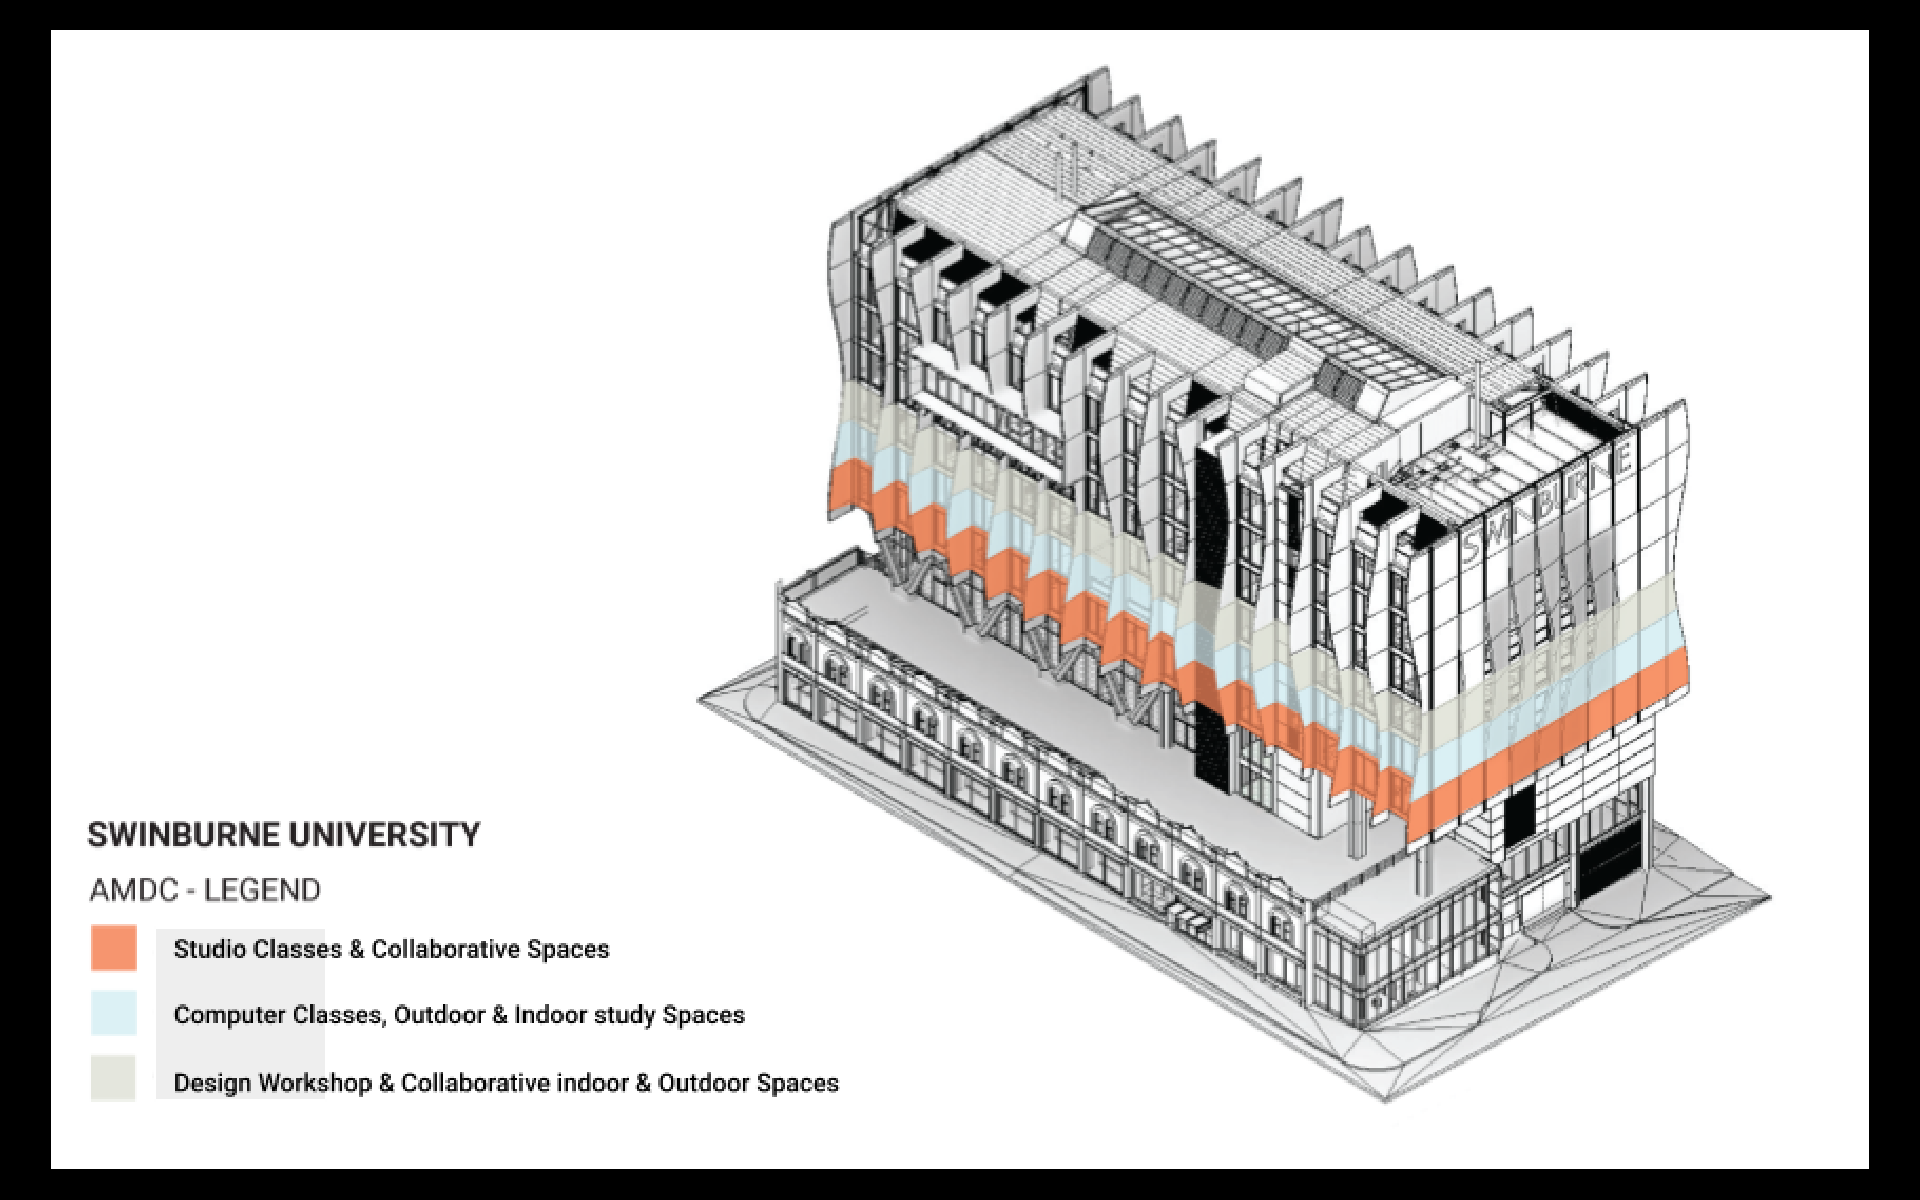 SWINBURNE
SWINBURNE UNIVERSITY
AMDC - LEGEND
Studio Classes & Collaborative Spaces
Computer Classes, Outdoor & Indoor study Spaces
Design Workshop & Collaborative indoor & Outdoor Spaces